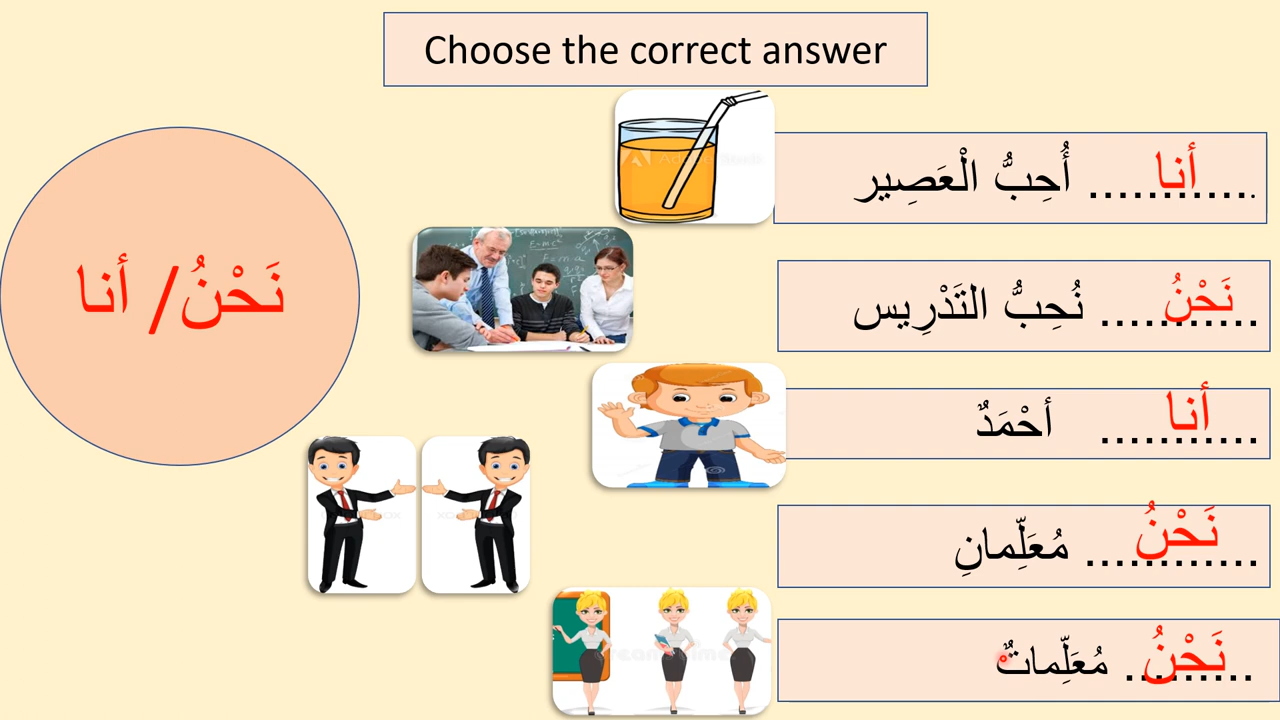 Choose the correct answer
نَحْنُ/ أنا
أنا ............ أُحِبُّ الْعَصِير
نَحْنُ ........... نُحِبُّ التَدْرِيس
أنا ........... أحْمَدٌ
نَحْنُ ............ مُعَلِّمانِ
نَحْنُ ......... مُعَلِّماتٌ